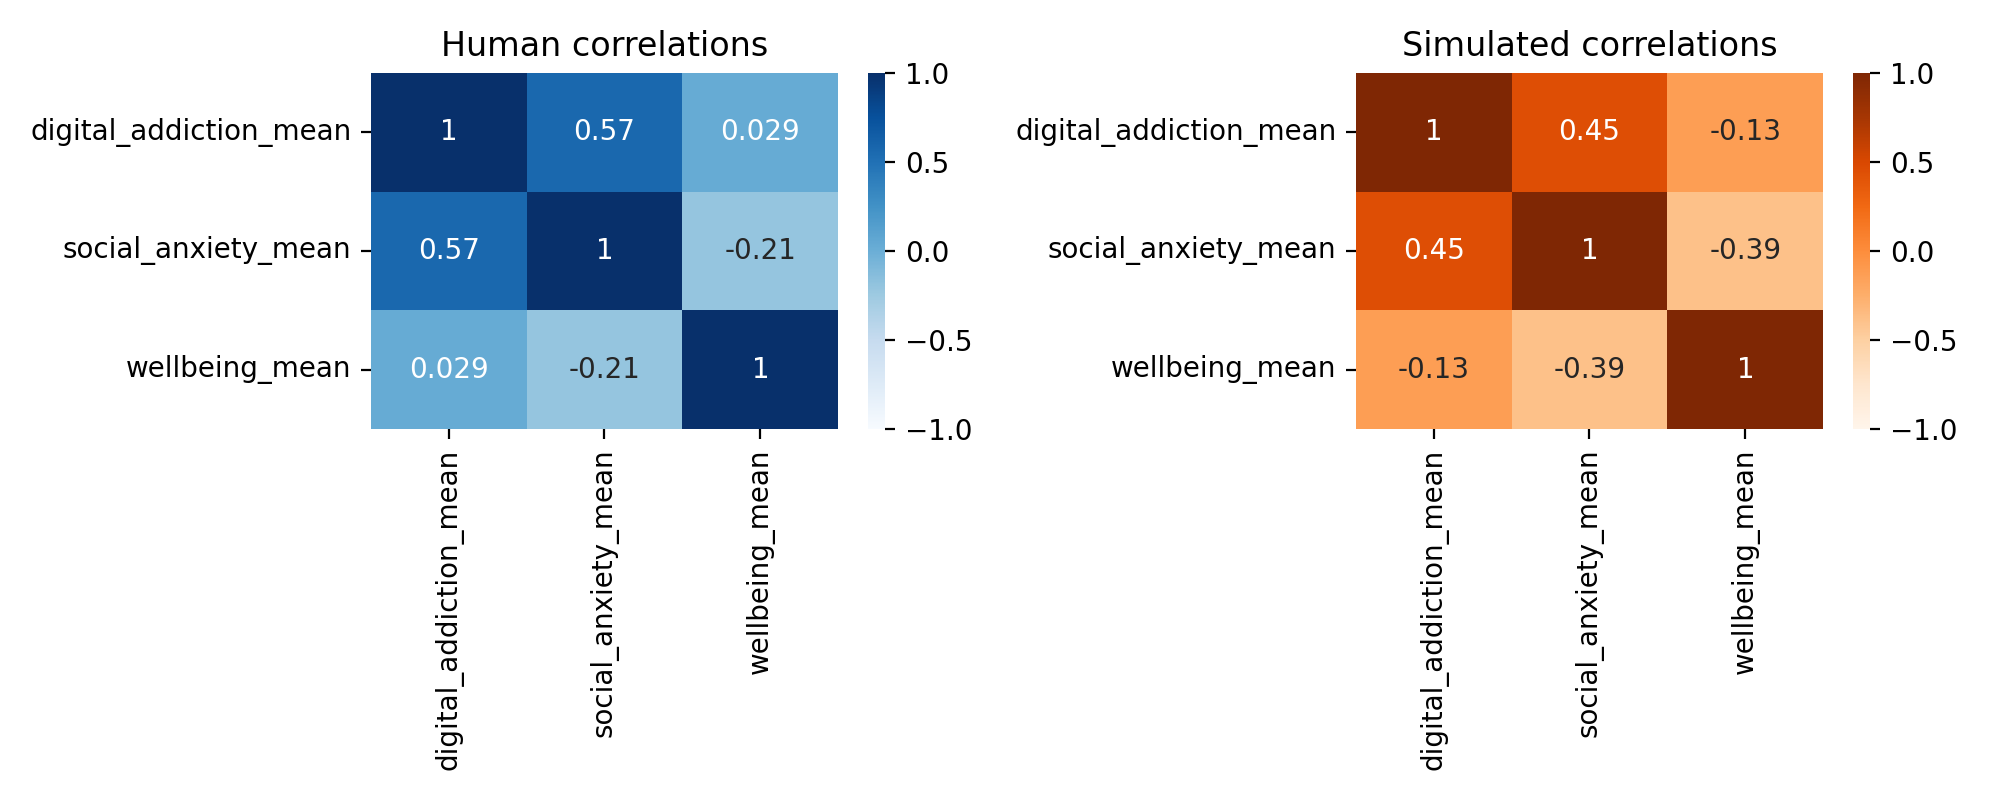 Human correlations
digital_addiction_mean
social_anxiety_mean
wellbeing_mean
1 0.57 0.029
0.57 1 -0.21
0.029 -0.21 1
1.0
0.5
0.0
−0.5
−1.0
digital_addiction_mean
social_anxiety_mean
wellbeing_mean
Simulated correlations
digital_addiction_mean
social_anxiety_mean
wellbeing_mean
1 0.45 -0.13
0.45 1 -0.39
-0.13 -0.39 1
1.0
0.5
0.0
−0.5
−1.0
digital_addiction_mean
social_anxiety_mean
wellbeing_mean